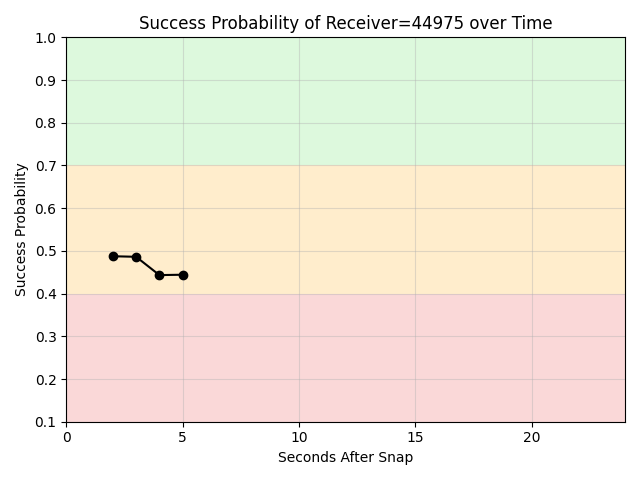 Success Probability of Receiver=44975 over Time
1.0
0.9
0.8
0.7
0.6
0.5
0.4
0.3
0.2
0.1
Success Probability
0 5 10 15 20
Seconds After Snap